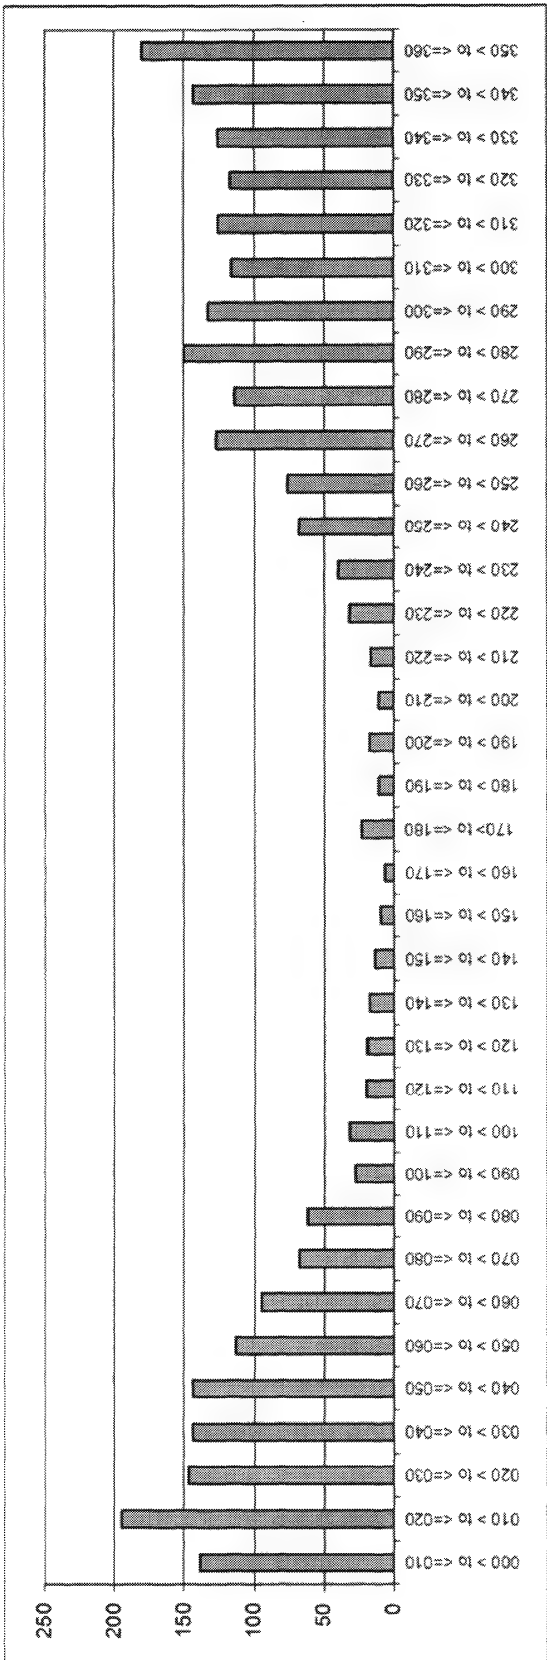 250
200
150
100
50
0
000 > to <=010
010 > to <=020
020 > to <=030
030 > to <=040
040 > to <=050
050 > to <=060
060 > to <=070
070 > to <=080
080 > to <=090
090 > to <=100
100 > to <=110
110 > to <=120
120 > to <=130
130 > to <=140
140 > to <=150
150 > to <=160
160 > to <=170
170> to <=180
180 > to <=190
190 > to <=200
200 > to <=210
210 > to <=220
220 > to <=230
230 > to <=240
240 > to <=250
250 > to <=260
260 > to <=270
270 > to <=280
280 > to <=290
290 > to <=300
300 > to <=310
310 > to <=320
320 > to <=330
330 > to <=340
340 > to <=350
350 > to <=360